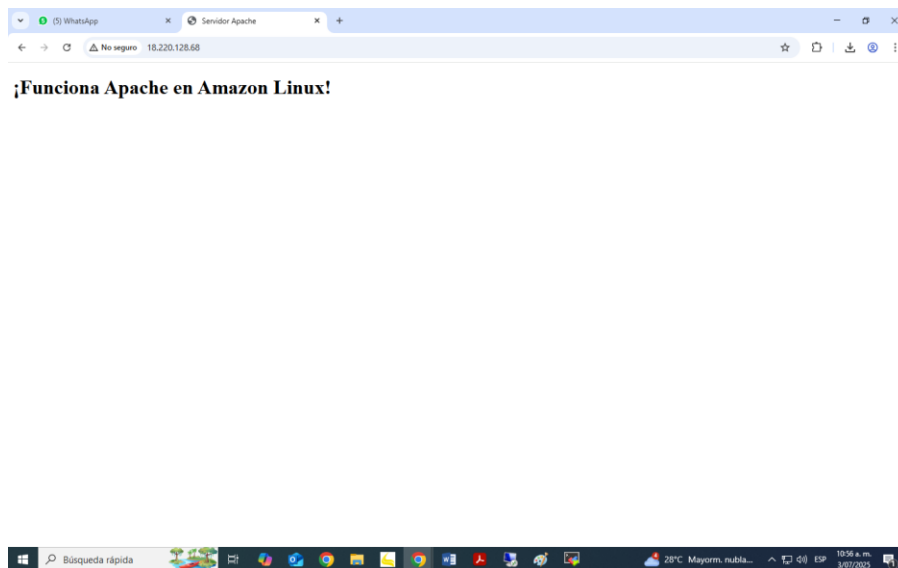 (5) WhatsApp
Servidor Apache
No seguro 18.220.128.68
¡Funciona Apache en Amazon Linux!
Búsqueda rápida
28°C Mayorm. nubla...
ESP
10:56 a. m.
3/07/2025